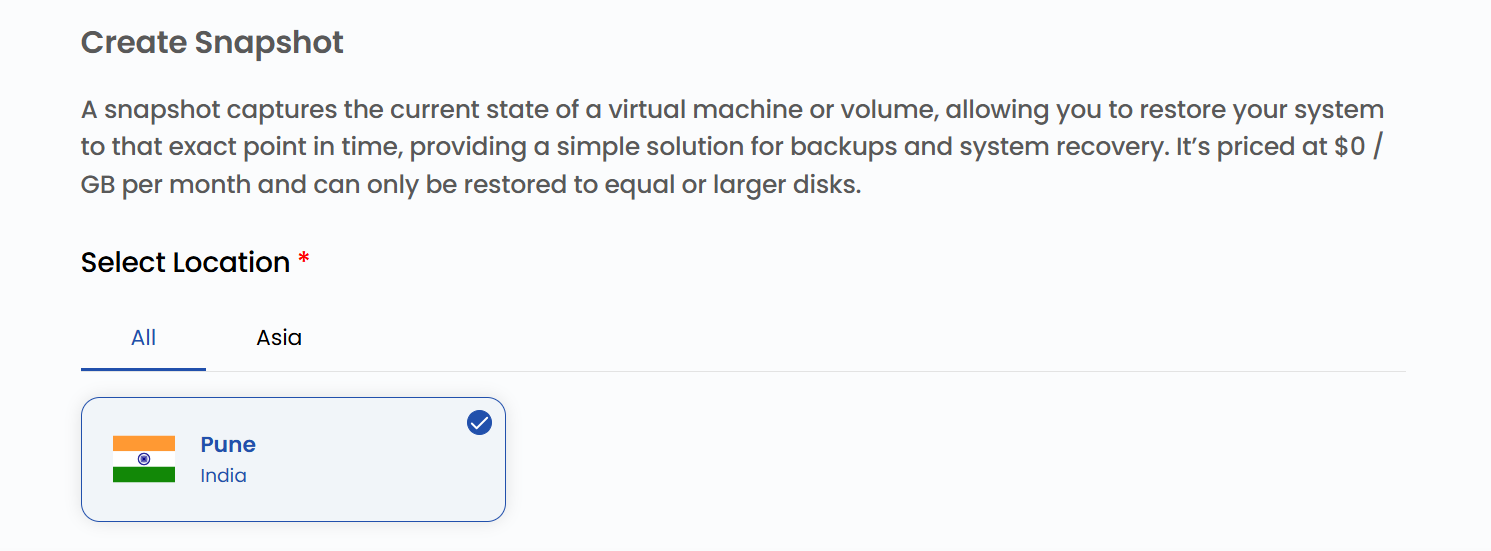 Create Snapshot
A snapshot captures the current state of a virtual machine or volume, allowing you to restore your system
to that exact point in time, providing a simple solution for backups and system recovery. It’s priced at $0 /
GB per month and can only be restored to equal or larger disks.
Select Location *
All Asia
Pune
India